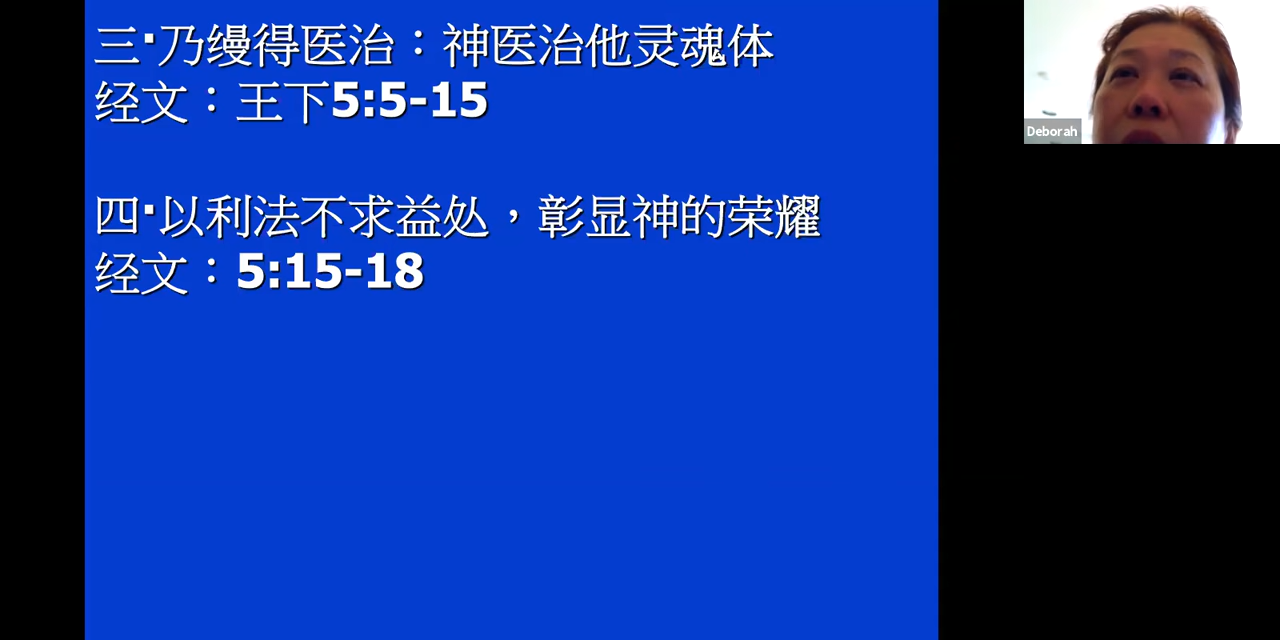 三·乃缦得医治：神医治他灵魂体
经文：王下5:5-15
四·以利法不求益处，彰显神的荣耀
经文：5:15-18
Deborah